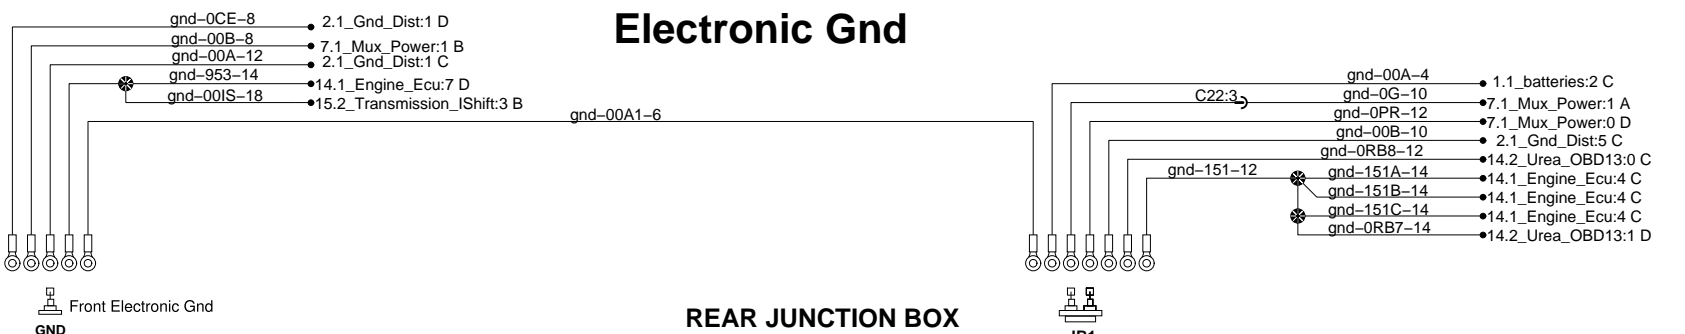 Electronic Gnd
gnd−0CE−8 2.1_Gnd_Dist:1 D
gnd−00B−8 7.1_Mux_Power:1 B
gnd−00A−12 2.1_Gnd_Dist:1 C
gnd−953−14 14.1_Engine_Ecu:7 D
gnd−00IS−18 15.2_Transmission_IShift:3 B
gnd−00A1−6
gnd−00A−4 1.1_batteries:2 C
C22:3 gnd−0G−10 7.1_Mux_Power:1 A
gnd−0PR−12 7.1_Mux_Power:0 D
gnd−00B−10 2.1_Gnd_Dist:5 C
gnd−0RB8−12 14.2_Urea_OBD13:0 C
gnd−151−12 gnd−151A−14 14.1_Engine_Ecu:4 C
gnd−151B−14 14.1_Engine_Ecu:4 C
gnd−151C−14 14.1_Engine_Ecu:4 C
gnd−0RB7−14 14.2_Urea_OBD13:1 D
Front Electronic Gnd
GND
REAR JUNCTION BOX